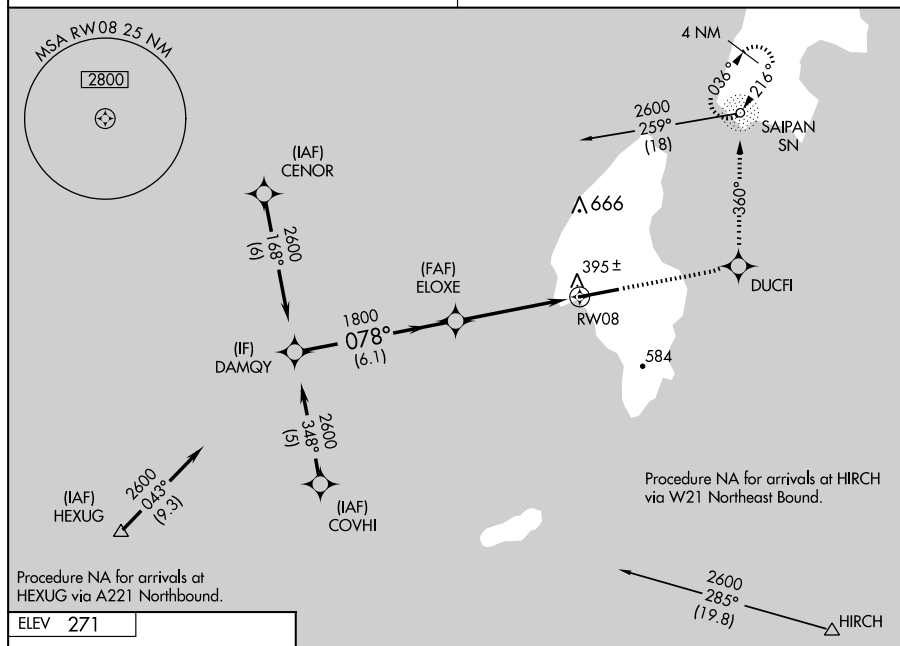 MSA RW08 25 NM
2800
4 NM
036°
216°
SAIPAN
SN
2600
259°
(18)
(IAF)
CENOR
2600
168°
(6)
666
395 ±
360°
DUCFI
(FAF)
ELOXE
RW08
1800
078°
(6.1)
(IF)
DAMQY
584
2600
348°
(5)
(IAF)
COVHI
2600
043°
(9.3)
(IAF)
HEXUG
Procedure NA for arrivals at HIRCH
via W21 Northeast Bound.
Procedure NA for arrivals at
HEXUG via A221 Northbound.
2600
285°
(19.8)
HIRCH
ELEV 271